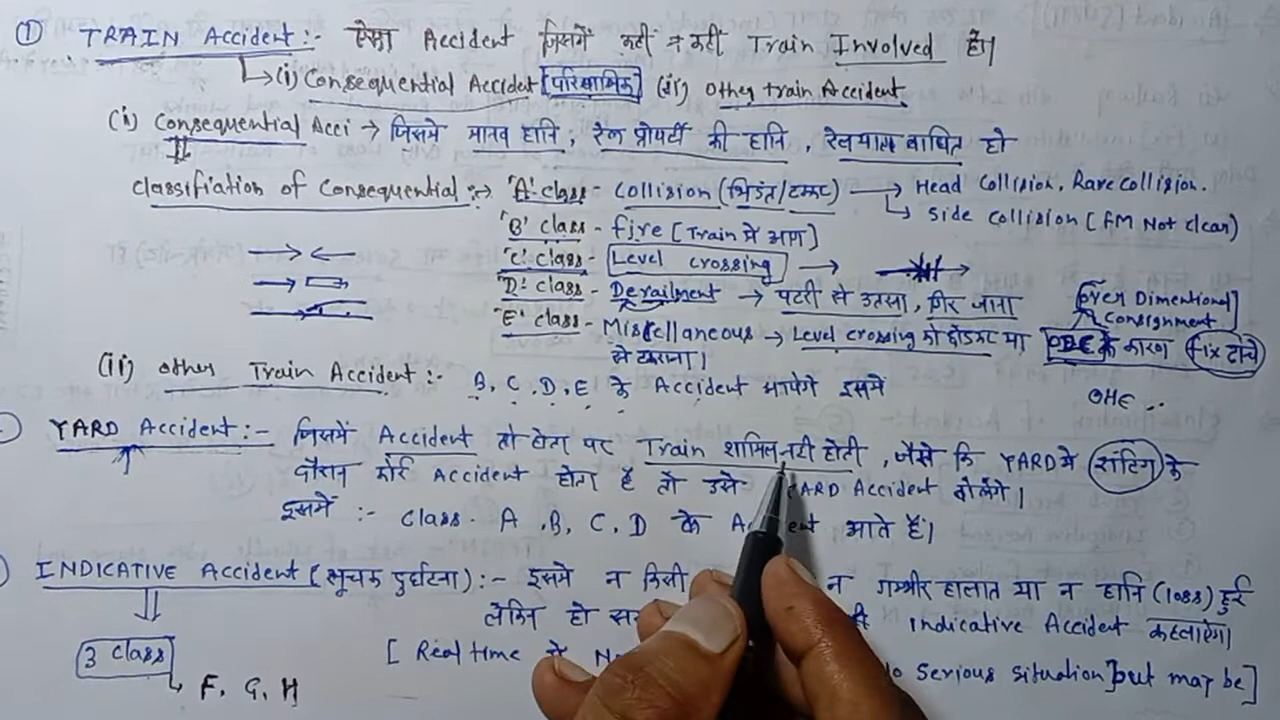 ① TRAIN Accident :- ऐसा Accident जिसमें कहीं न कहीं Train Involved हो।
↳ (i) Consequential Accident [परिणामिक] (ii) Other train Accident.
(i) Consequential Acci → जिसमे मानव हानि, रेल प्रोपर्टी की हानि, रेलयातायात बाधित हो
Classifiation of Consequential :→ 'A' class - Collision (भिडंत/टक्कर) → Head Collision, Rare collision.
↳ Side Collision (FM Not clear)
'B' class - fire [Train मे आग]
'C' class - Level crossing →
'D' class - Derailment → पटरी से उतरना, गिर जाना
[over Dimentional Consignment]
'E' class - Miscellaneous → Level crossing को छोडकर या ODC के कारण Fix ढांचे
से टकराना।
OHE
(ii) other Train Accident :- B, C, D, E के Accident आयेगे इसमे
YARD Accident :- जिसमें Accident तो होगा पर Train शामिल नही होती, जैसे कि YARD मे शंटिंग के
दौरान कोई Accident होता है तो उसे YARD Accident बोलेंगे।
इसमें :- Class. A, B, C, D के आते हैं।
INDICATIVE Accident (सूचक दुर्घटना) :- इसमे न किसी न गम्भीर हालात या न हानि (loss) हुई
लेकिन हो Indicative Accident कहलाऐगा।
3 class
[Real time मे Serious situation] but may be]
F, G, H